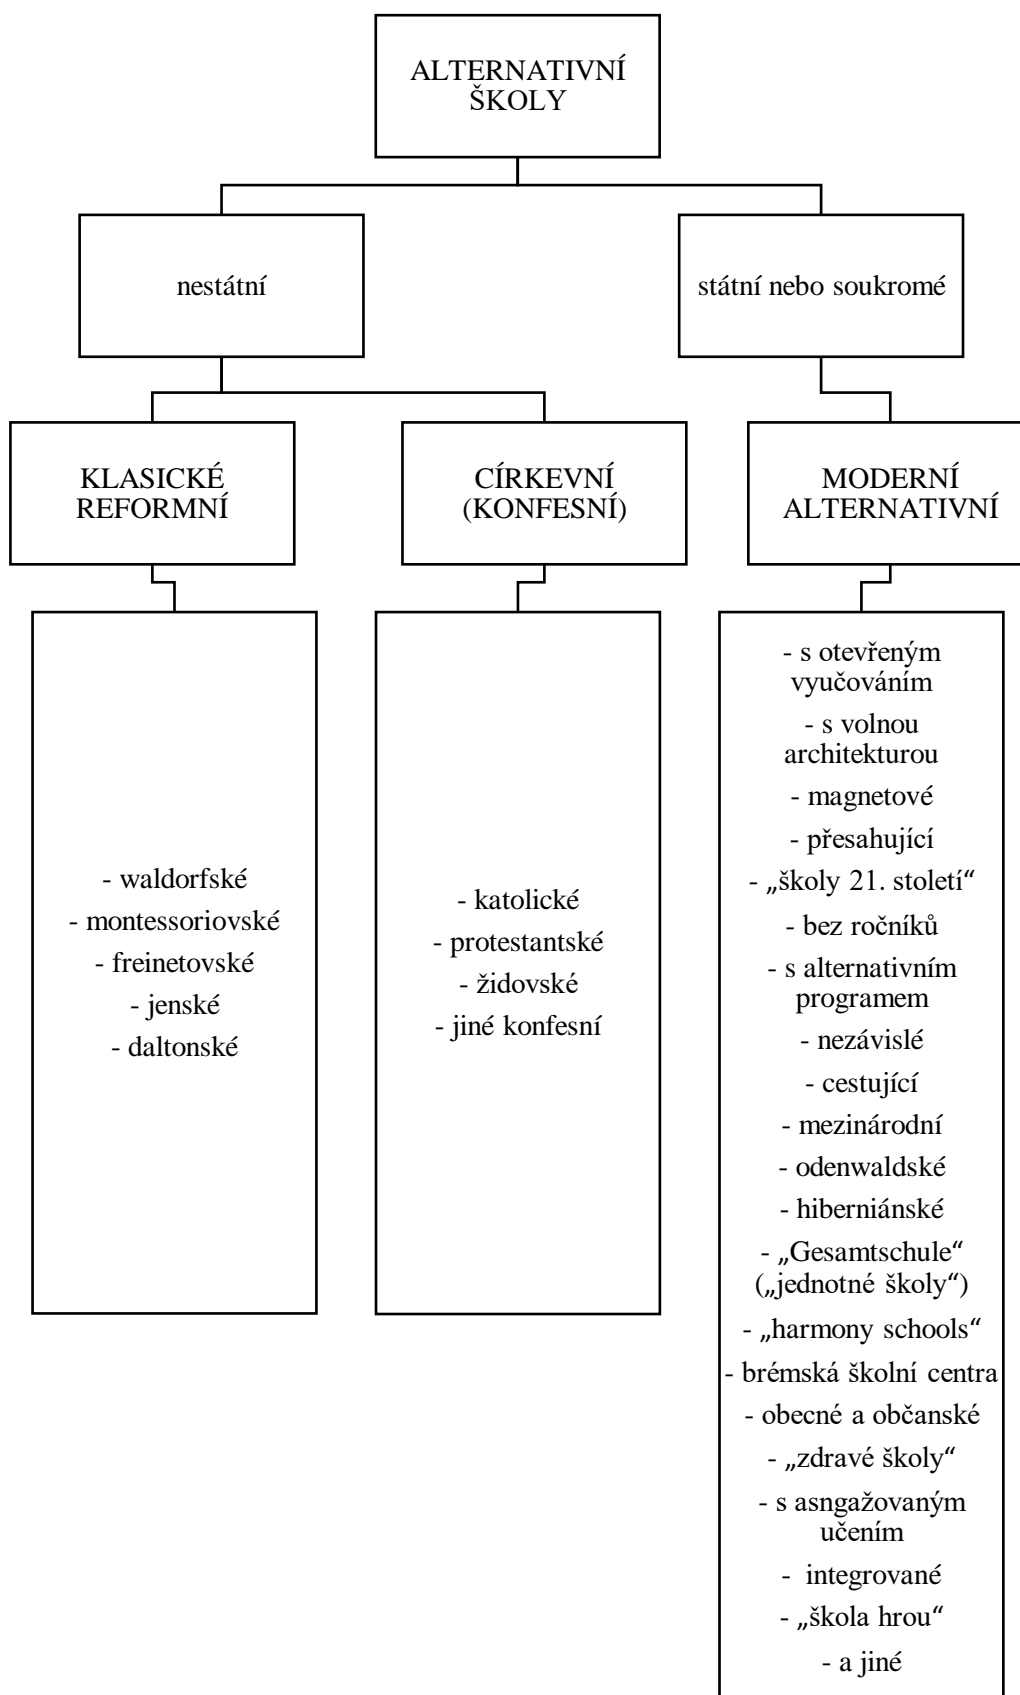 ALTERNATIVNÍ
ŠKOLY
nestátní
státní nebo soukromé
KLASICKÉ
REFORMNÍ
CÍRKEVNÍ
(KONFESNÍ)
MODERNÍ
ALTERNATIVNÍ
- waldorfské
- montessoriovské
- freinetovské
- jenské
- daltonské
- katolické
- protestantské
- židovské
- jiné konfesní
- s otevřeným
vyučováním
- s volnou
architekturou
- magnetové
- přesahující
- „školy 21. století“
- bez ročníků
- s alternativním
programem
- nezávislé
- cestující
- mezinárodní
- odenwaldské
- hiberniánské
- „Gesamtschule“
(„jednotné školy“)
- „harmony schools“
- brémská školní centra
- obecné a občanské
- „zdravé školy“
- s asngažovaným
učením
- integrované
- „škola hrou“
- a jiné